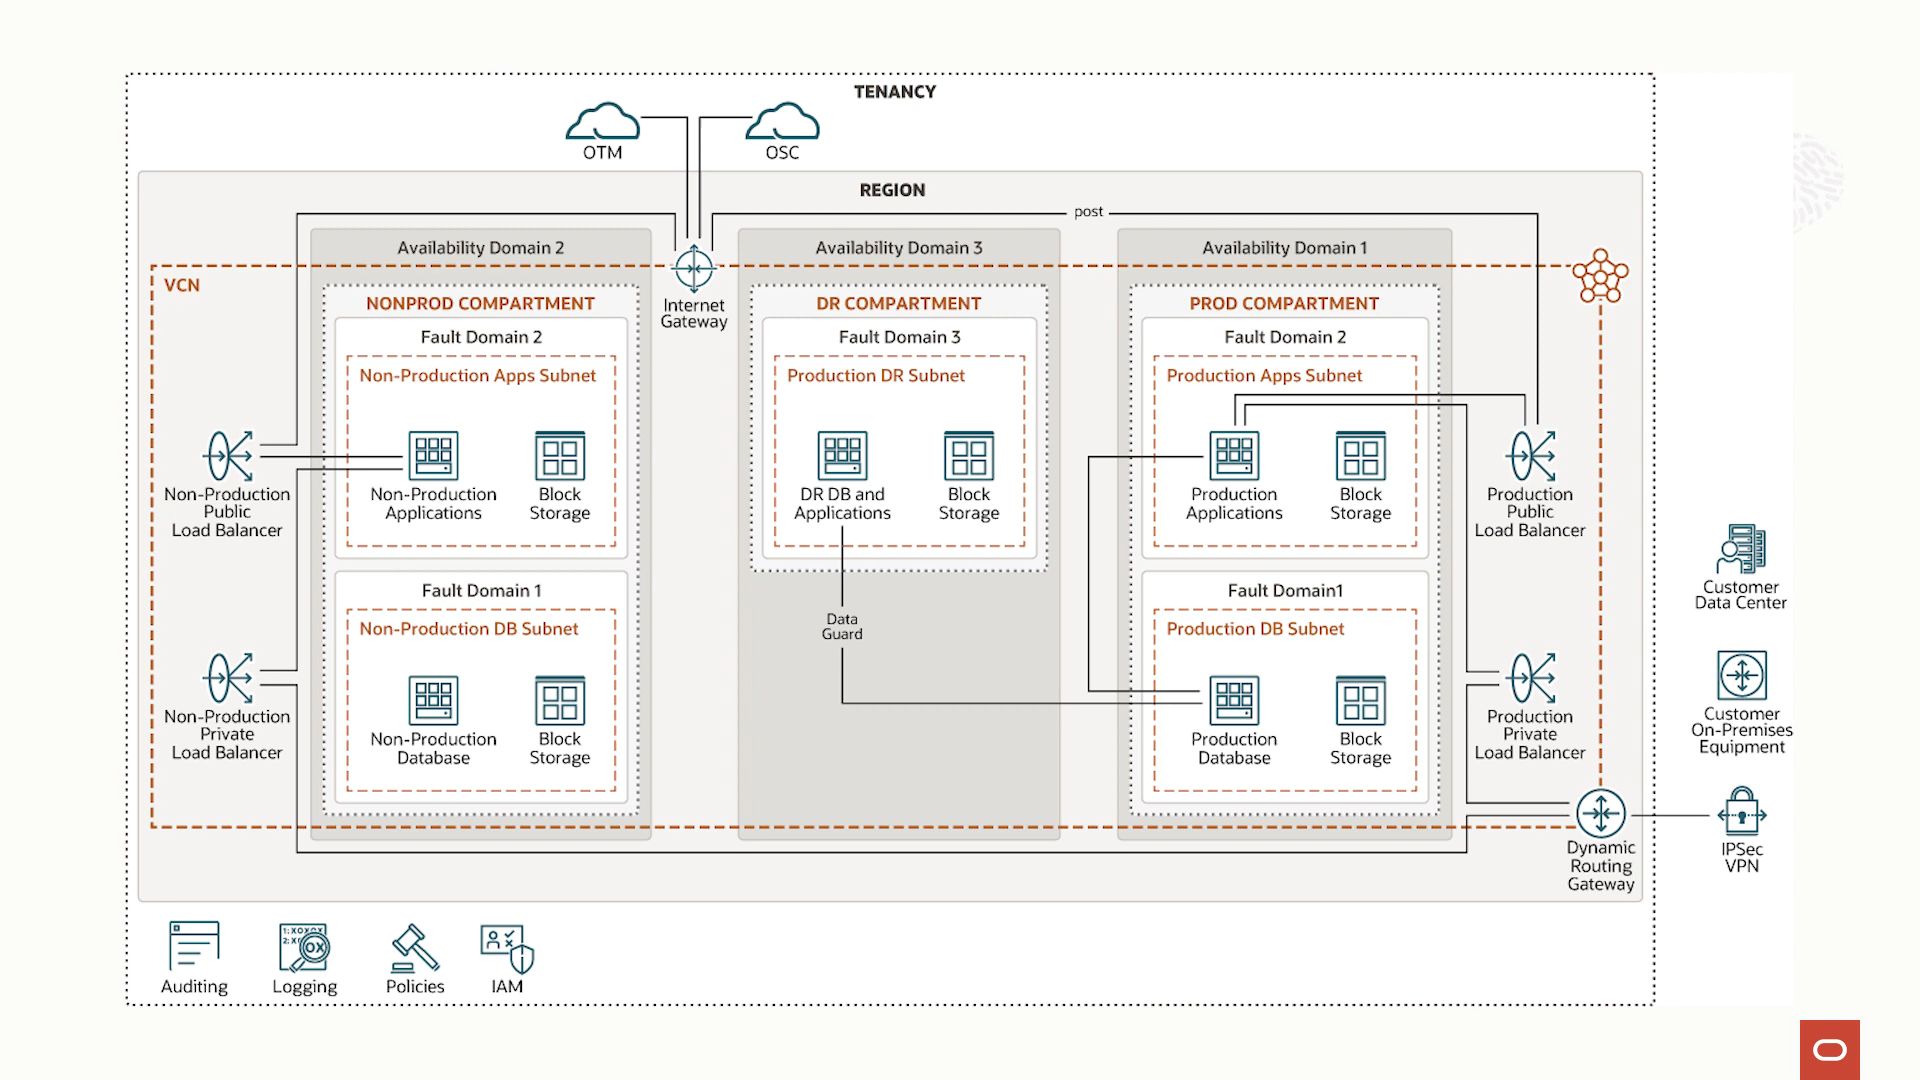 TENANCY
OTM
OSC
REGION
post
Availability Domain 2
Availability Domain 3
Availability Domain 1
VCN
Internet
Gateway
NONPROD COMPARTMENT
Fault Domain 2
Non-Production Apps Subnet
Non-Production
Applications
Block
Storage
Fault Domain 1
Non-Production DB Subnet
Non-Production
Database
Block
Storage
Non-Production
Public
Load Balancer
Non-Production
Private
Load Balancer
DR COMPARTMENT
Fault Domain 3
Production DR Subnet
DR DB and
Applications
Block
Storage
Data
Guard
PROD COMPARTMENT
Fault Domain 2
Production Apps Subnet
Production
Applications
Block
Storage
Fault Domain1
Production DB Subnet
Production
Database
Block
Storage
Production
Public
Load Balancer
Production
Private
Load Balancer
Customer
Data Center
Customer
On-Premises
Equipment
Dynamic
Routing
Gateway
IPSec
VPN
1:XOXOX
2:X
OX
Auditing
Logging
Policies
IAM